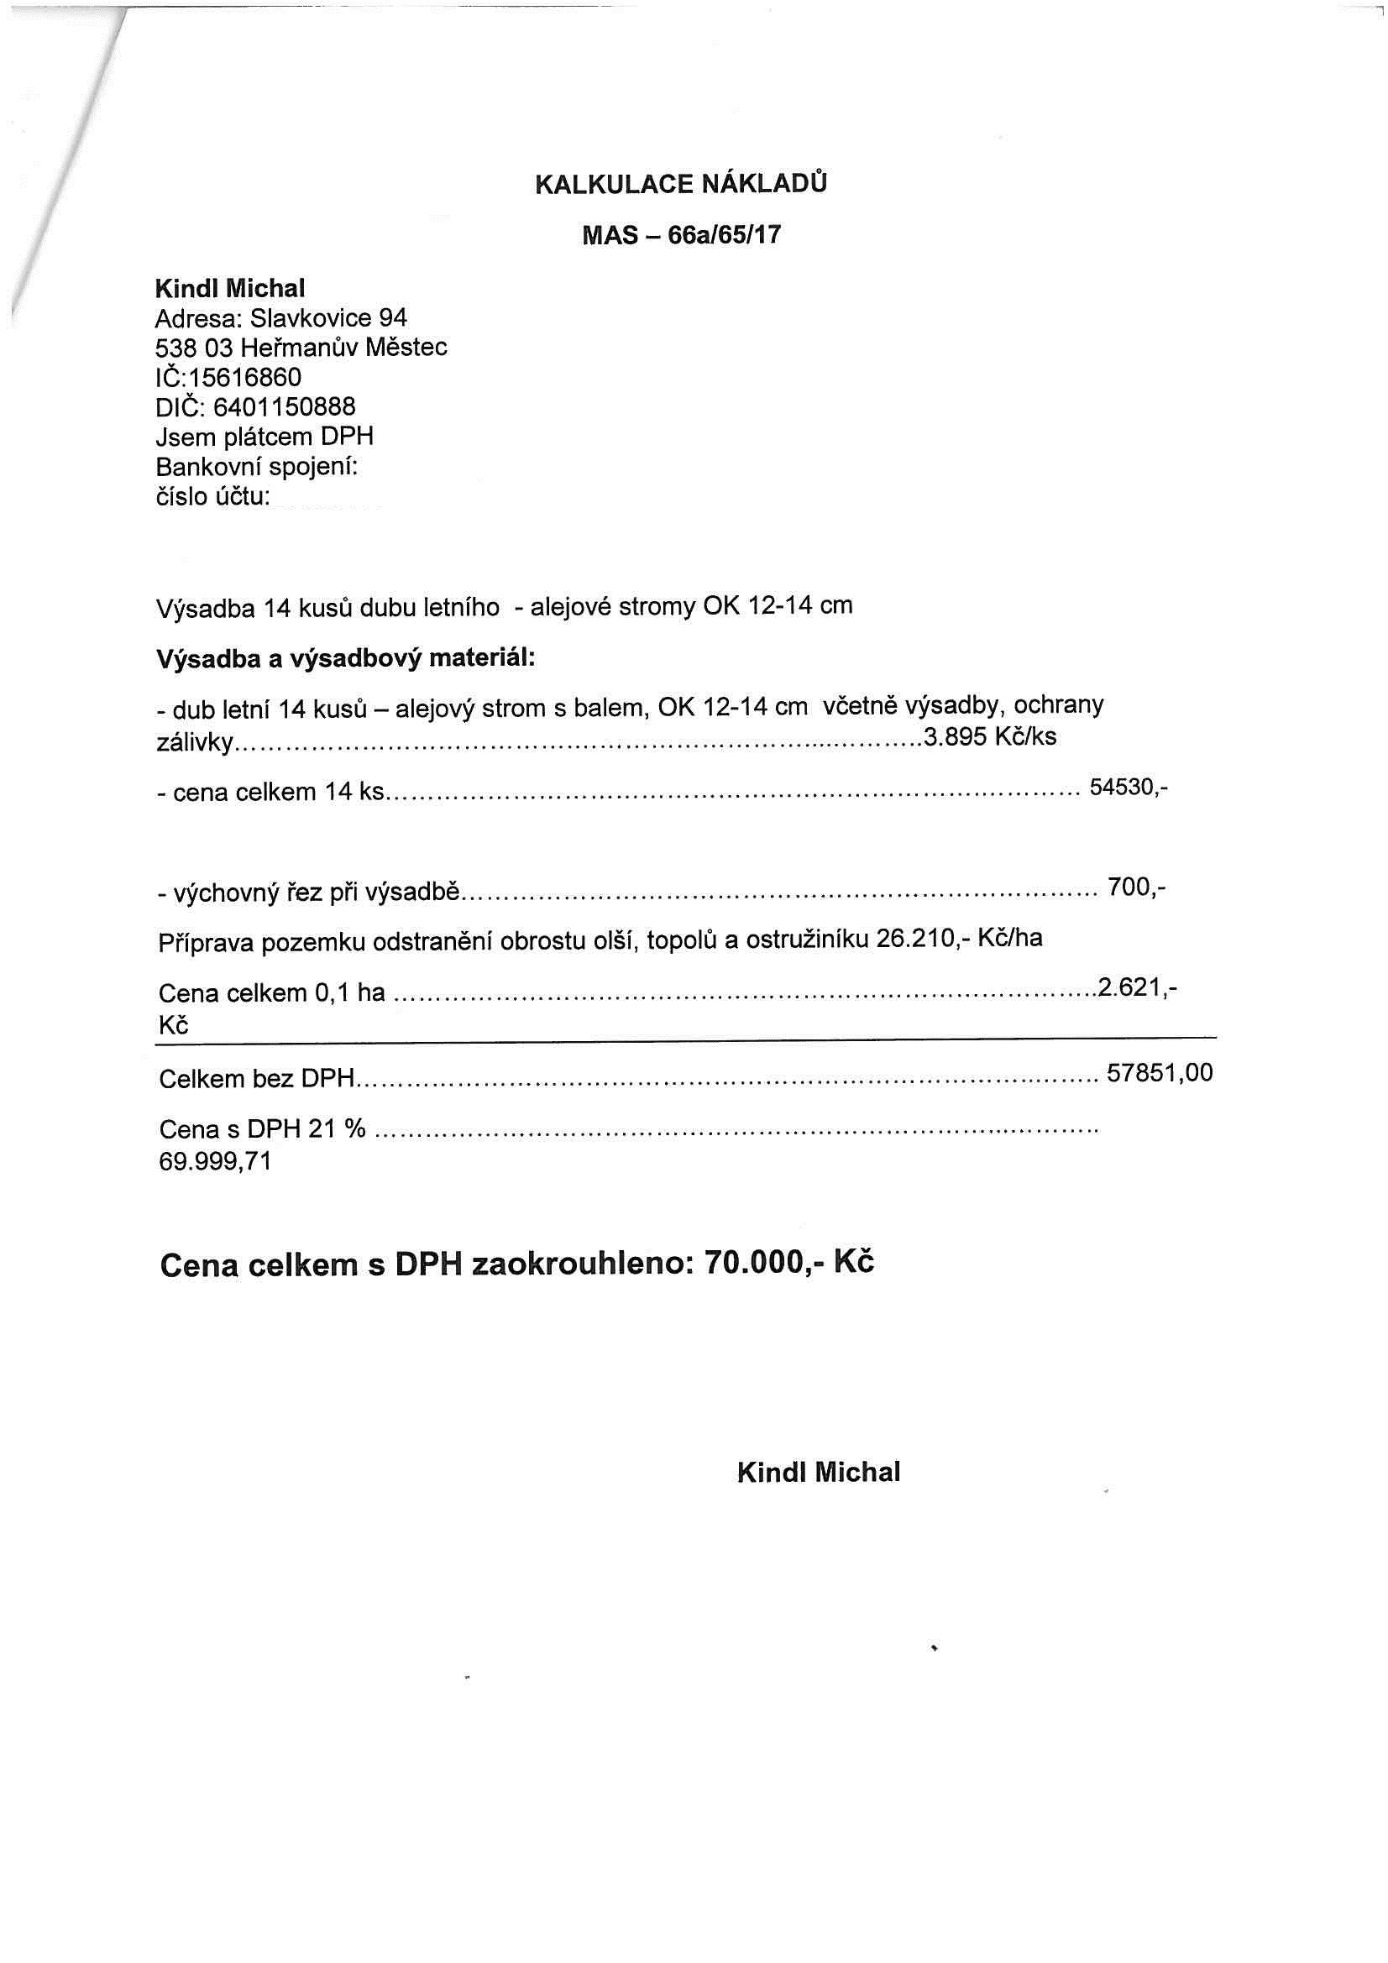 KALKULACE NÁKLADŮ
MAS – 66a/65/17
Kindl Michal
Adresa: Slavkovice 94
538 03 Heřmanův Městec
IČ:15616860
DIČ: 6401150888
Jsem plátcem DPH
Bankovní spojení:
číslo účtu:
Výsadba 14 kusů dubu letního - alejové stromy OK 12-14 cm
Výsadba a výsadbový materiál:
- dub letní 14 kusů – alejový strom s balem, OK 12-14 cm včetně výsadby, ochrany
zálivky...........................................................................3.895 Kč/ks
- cena celkem 14 ks........................................................................... 54530,-
- výchovný řez při výsadbě.................................................................... 700,-
Příprava pozemku odstranění obrostu olší, topolů a ostružiníku 26.210,- Kč/ha
Cena celkem 0,1 ha ...........................................................................2.621,-
Kč
Celkem bez DPH................................................................................ 57851,00
Cena s DPH 21 % ..............................................................................
69.999,71
Cena celkem s DPH zaokrouhleno: 70.000,- Kč
Kindl Michal